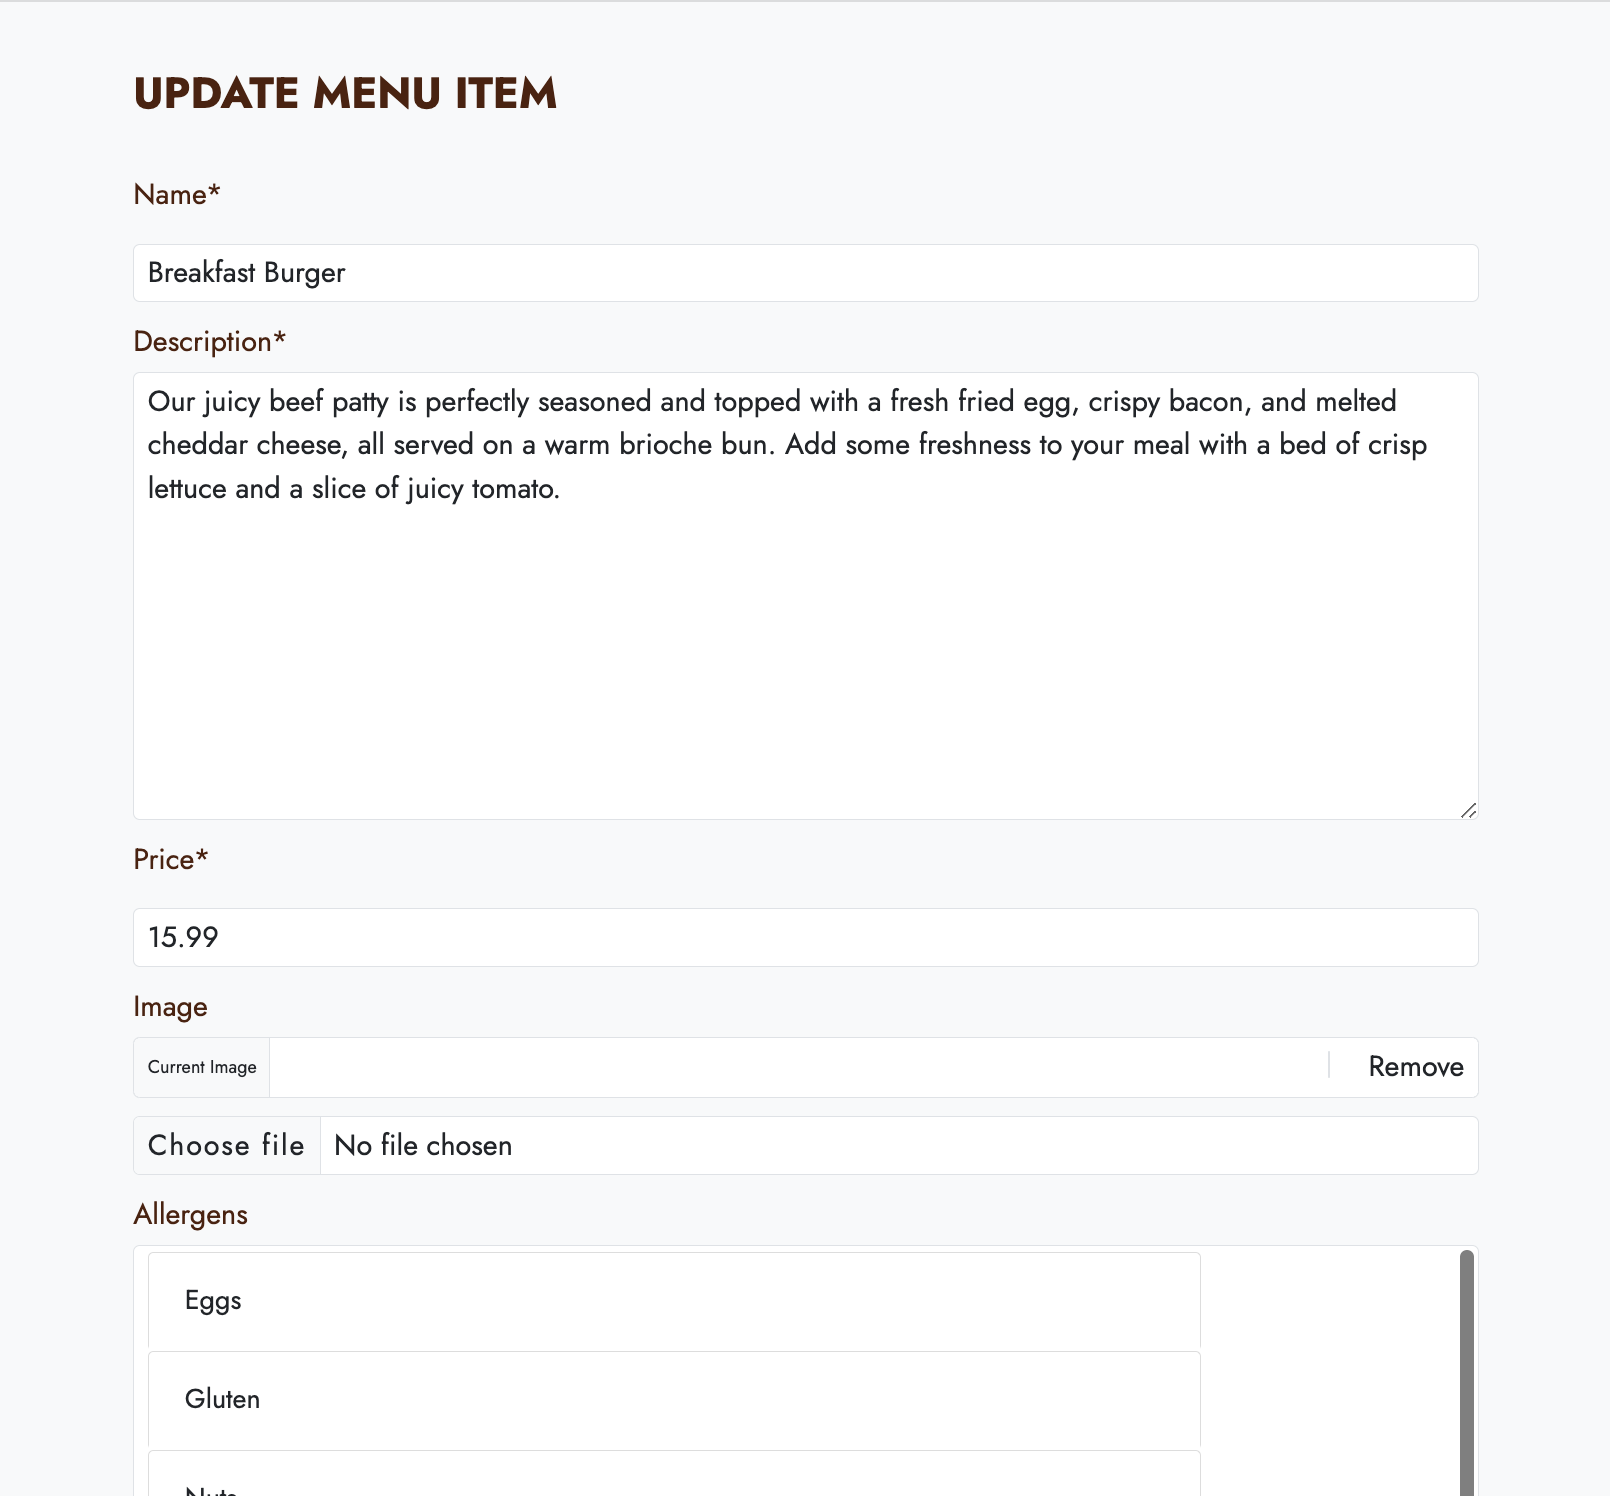 UPDATE MENU ITEM
Name*
Breakfast Burger
Description*
Our juicy beef patty is perfectly seasoned and topped with a fresh fried egg, crispy bacon, and melted
cheddar cheese, all served on a warm brioche bun. Add some freshness to your meal with a bed of crisp
lettuce and a slice of juicy tomato.
Price*
15.99
Image
Current Image
Remove
Choose file
No file chosen
Allergens
Eggs
Gluten